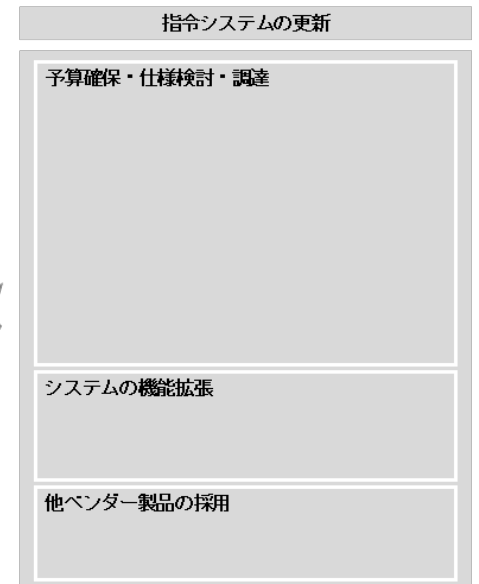 指令システムの更新
予算確保・仕様検討・調達
システムの機能拡張
他ベンダー製品の採用